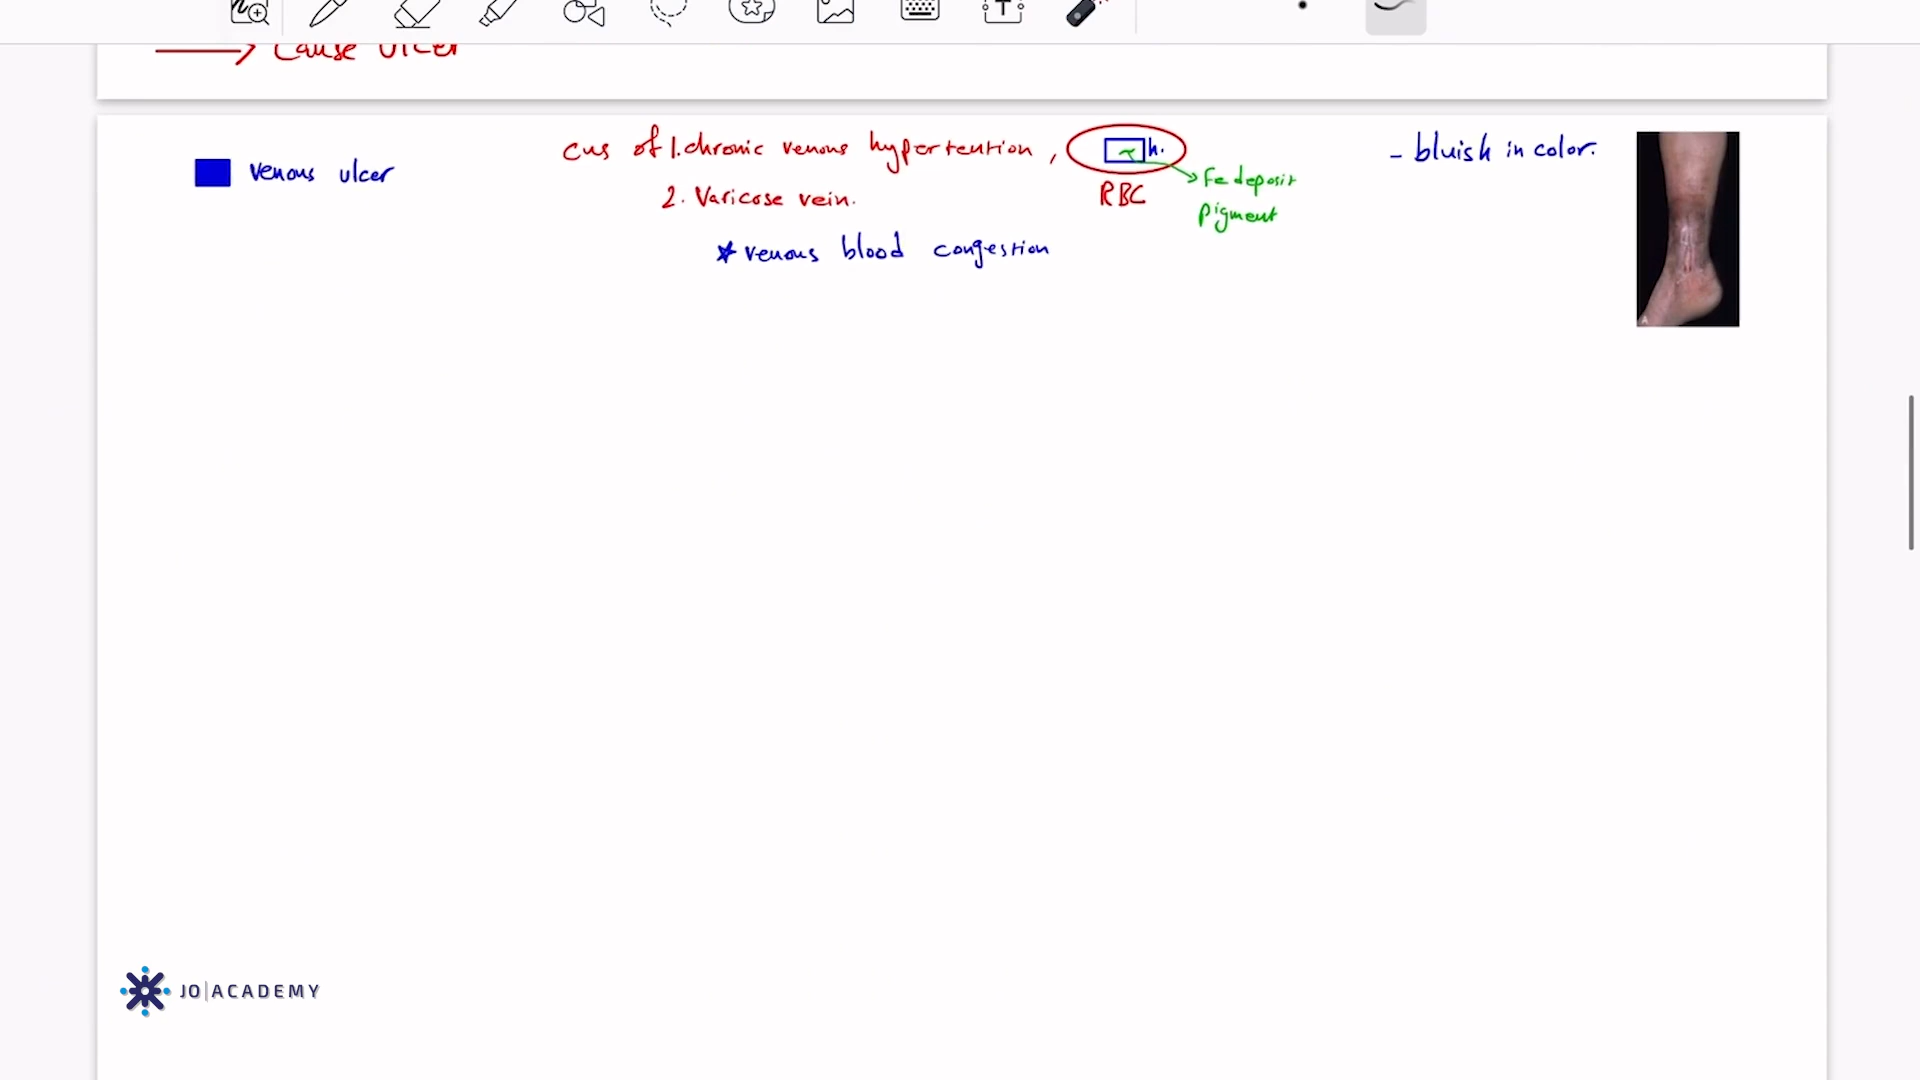 Cause Ulcer
venous ulcer
cus of 1. chronic venous hypertention ,
2. Varicose vein.
* venous blood congestion
h.
RBC
Fe deposit
pigment
- bluish in color.
A
JO|ACADEMY